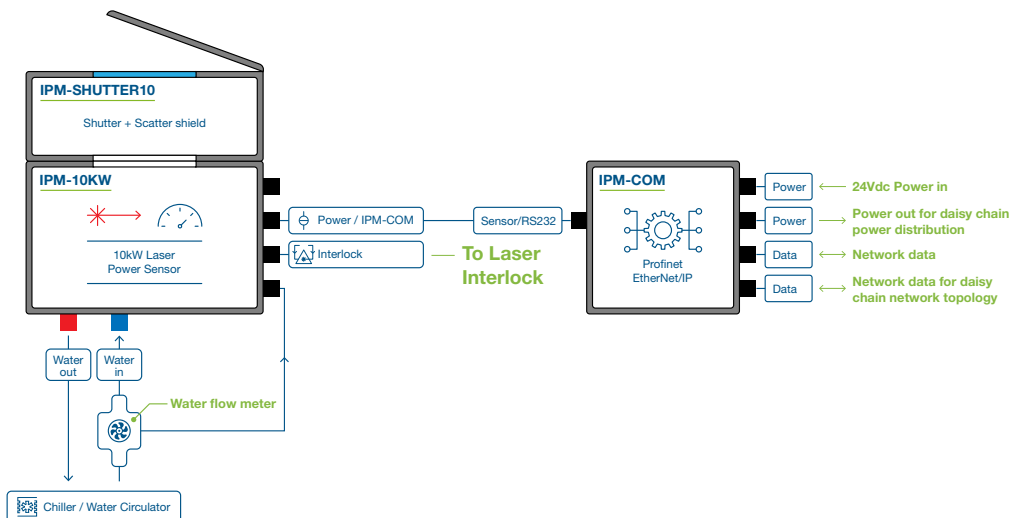 IPM-SHUTTER10
Shutter + Scatter shield
IPM-10KW
10kW Laser
Power Sensor
Power / IPM-COM
Interlock
To Laser
Interlock
Sensor/RS232
IPM-COM
Profinet
EtherNet/IP
Power
24Vdc Power in
Power
Power out for daisy chain
power distribution
Data
Network data
Data
Network data for daisy
chain network topology
Water
out
Water
in
Water flow meter
Chiller / Water Circulator